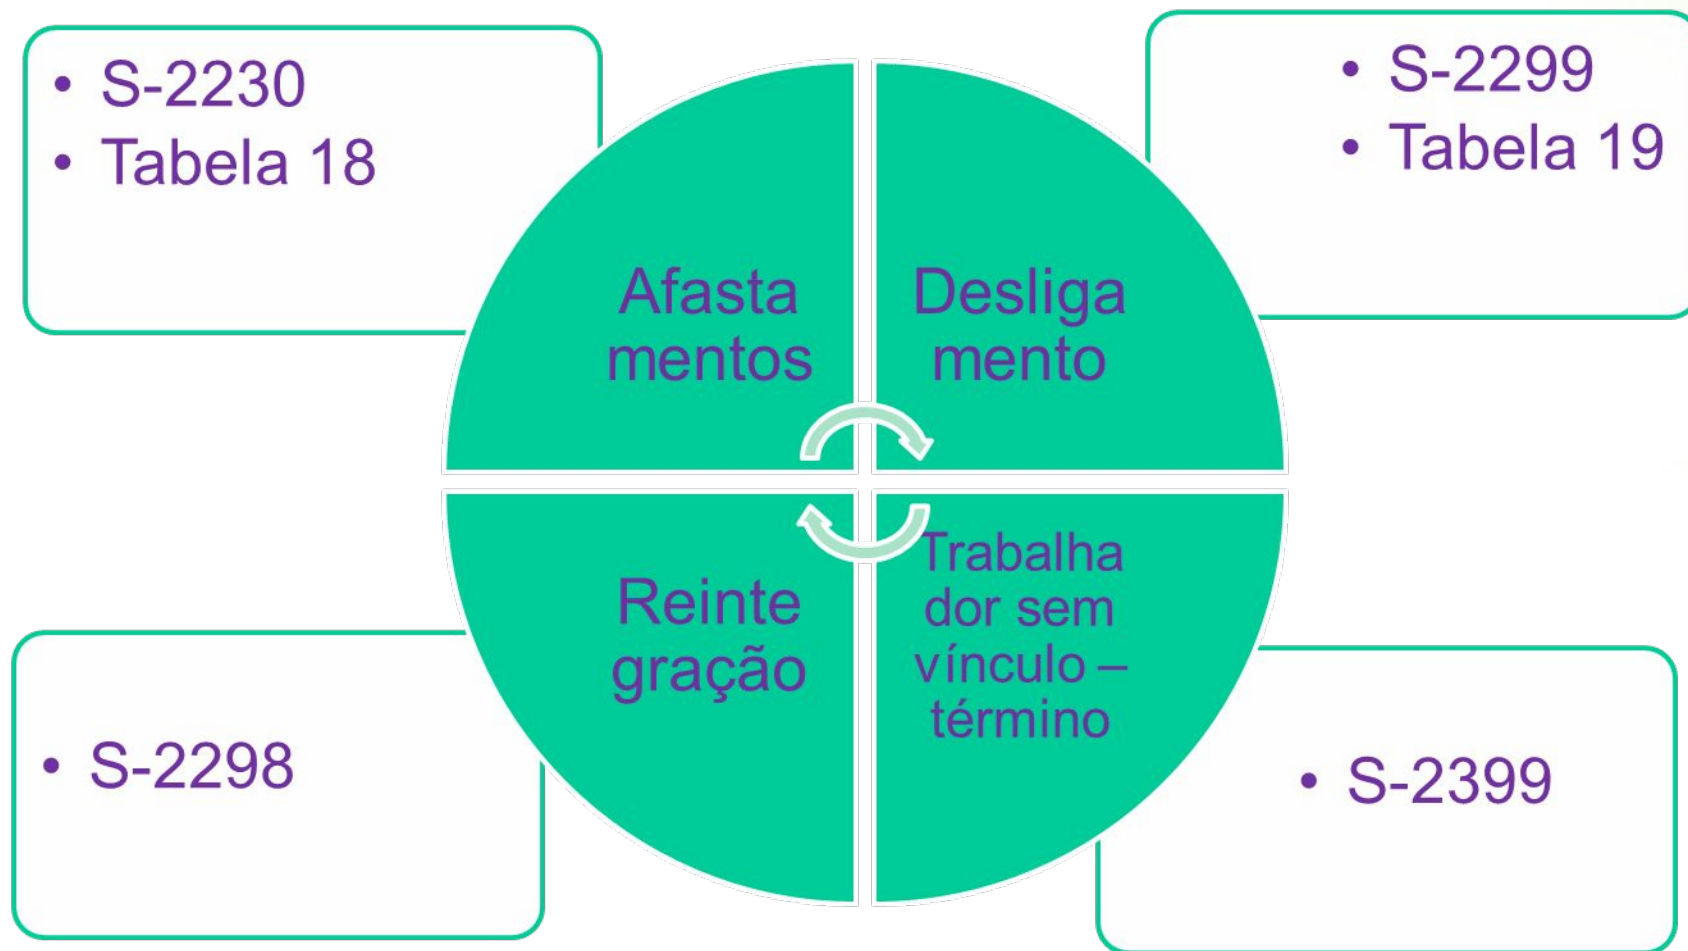 • S-2230
• Tabela 18
• S-2299
• Tabela 19
Afasta
mentos
Desliga
mento
Reinte
gração
Trabalha
dor sem
vínculo –
término
• S-2298
• S-2399